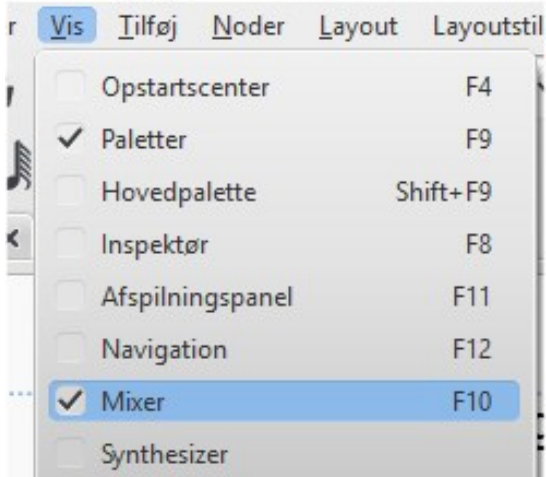 r Vis Tilføj Noder Layout Layoutstil
Opstartscenter F4
Paletter F9
Hovedpalette Shift+F9
Inspektør F8
Afspilningspanel F11
Navigation F12
Mixer F10
Synthesizer